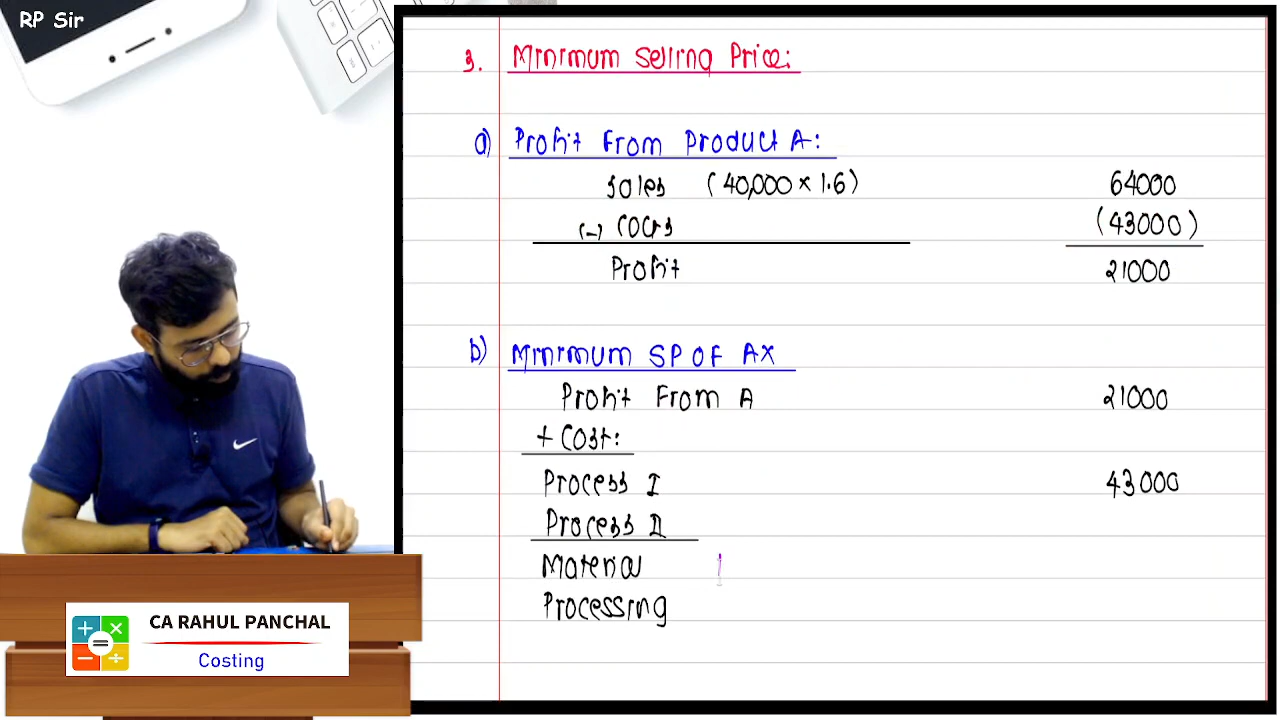 RP Sir
3. Minimum Selling Price:
a) Profit From Product A:
Sales (40,000 × 1.6) 64000
(-) Costs (43000)
Profit 21000
b) Minimum SP OF AX
Profit From A 21000
+ Cost:
Process I 43000
Process II
Material
Processing
CA RAHUL PANCHAL
Costing